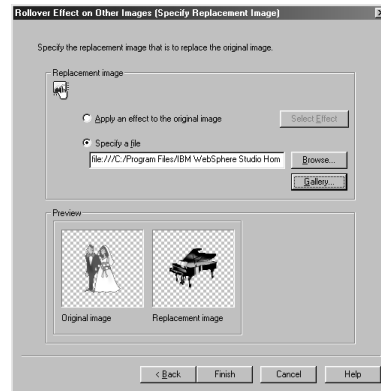 Rollover Effect on Other Images (Specify Replacement Image)
Specify the replacement image that is to replace the original image.
Replacement image
Apply an effect to the original image
Select Effect
Specify a file
file:///C:/Program Files/IBM WebSphere Studio Hom
Browse...
Gallery...
Preview
Original image
Replacement image
< Back
Finish
Cancel
Help